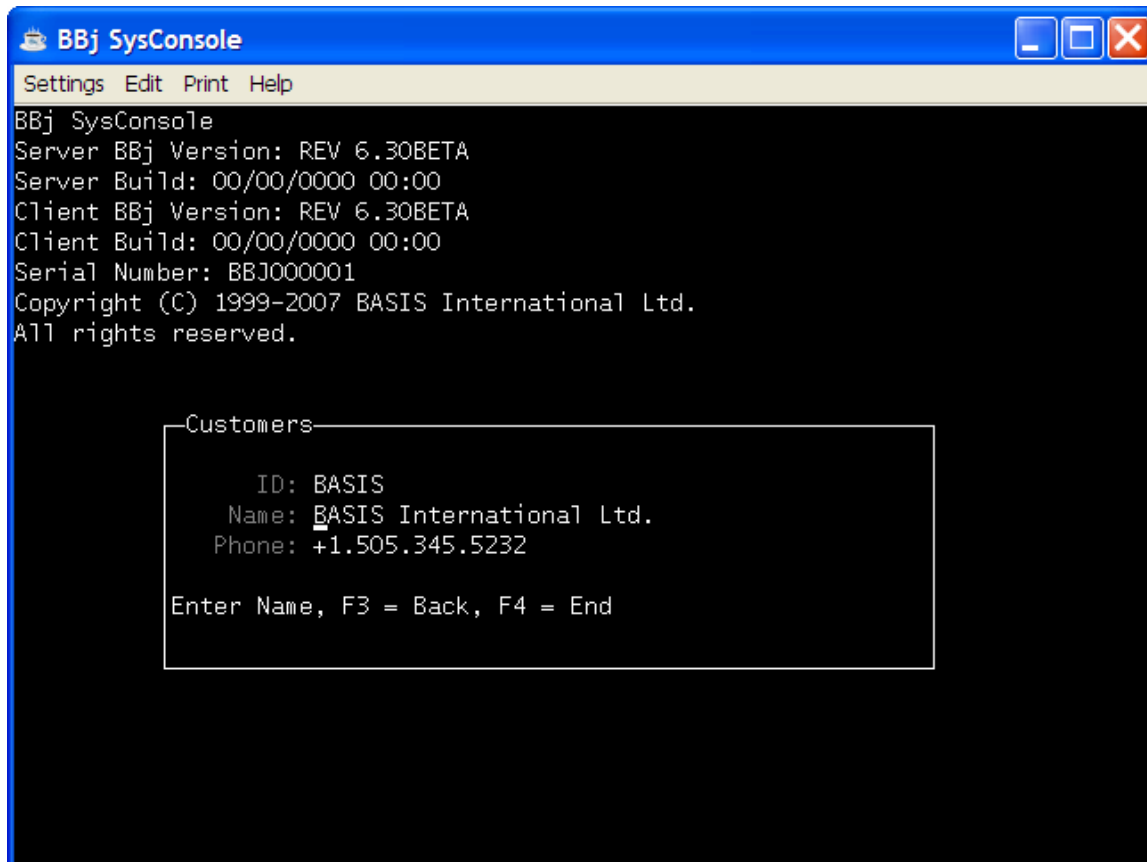 BBj SysConsole
Settings Edit Print Help
BBj SysConsole
Server BBj Version: REV 6.30BETA
Server Build: 00/00/0000 00:00
Client BBj Version: REV 6.30BETA
Client Build: 00/00/0000 00:00
Serial Number: BBJ000001
Copyright (C) 1999-2007 BASIS International Ltd.
All rights reserved.
Customers
ID: BASIS
Name: BASIS International Ltd.
Phone: +1.505.345.5232
Enter Name, F3 = Back, F4 = End